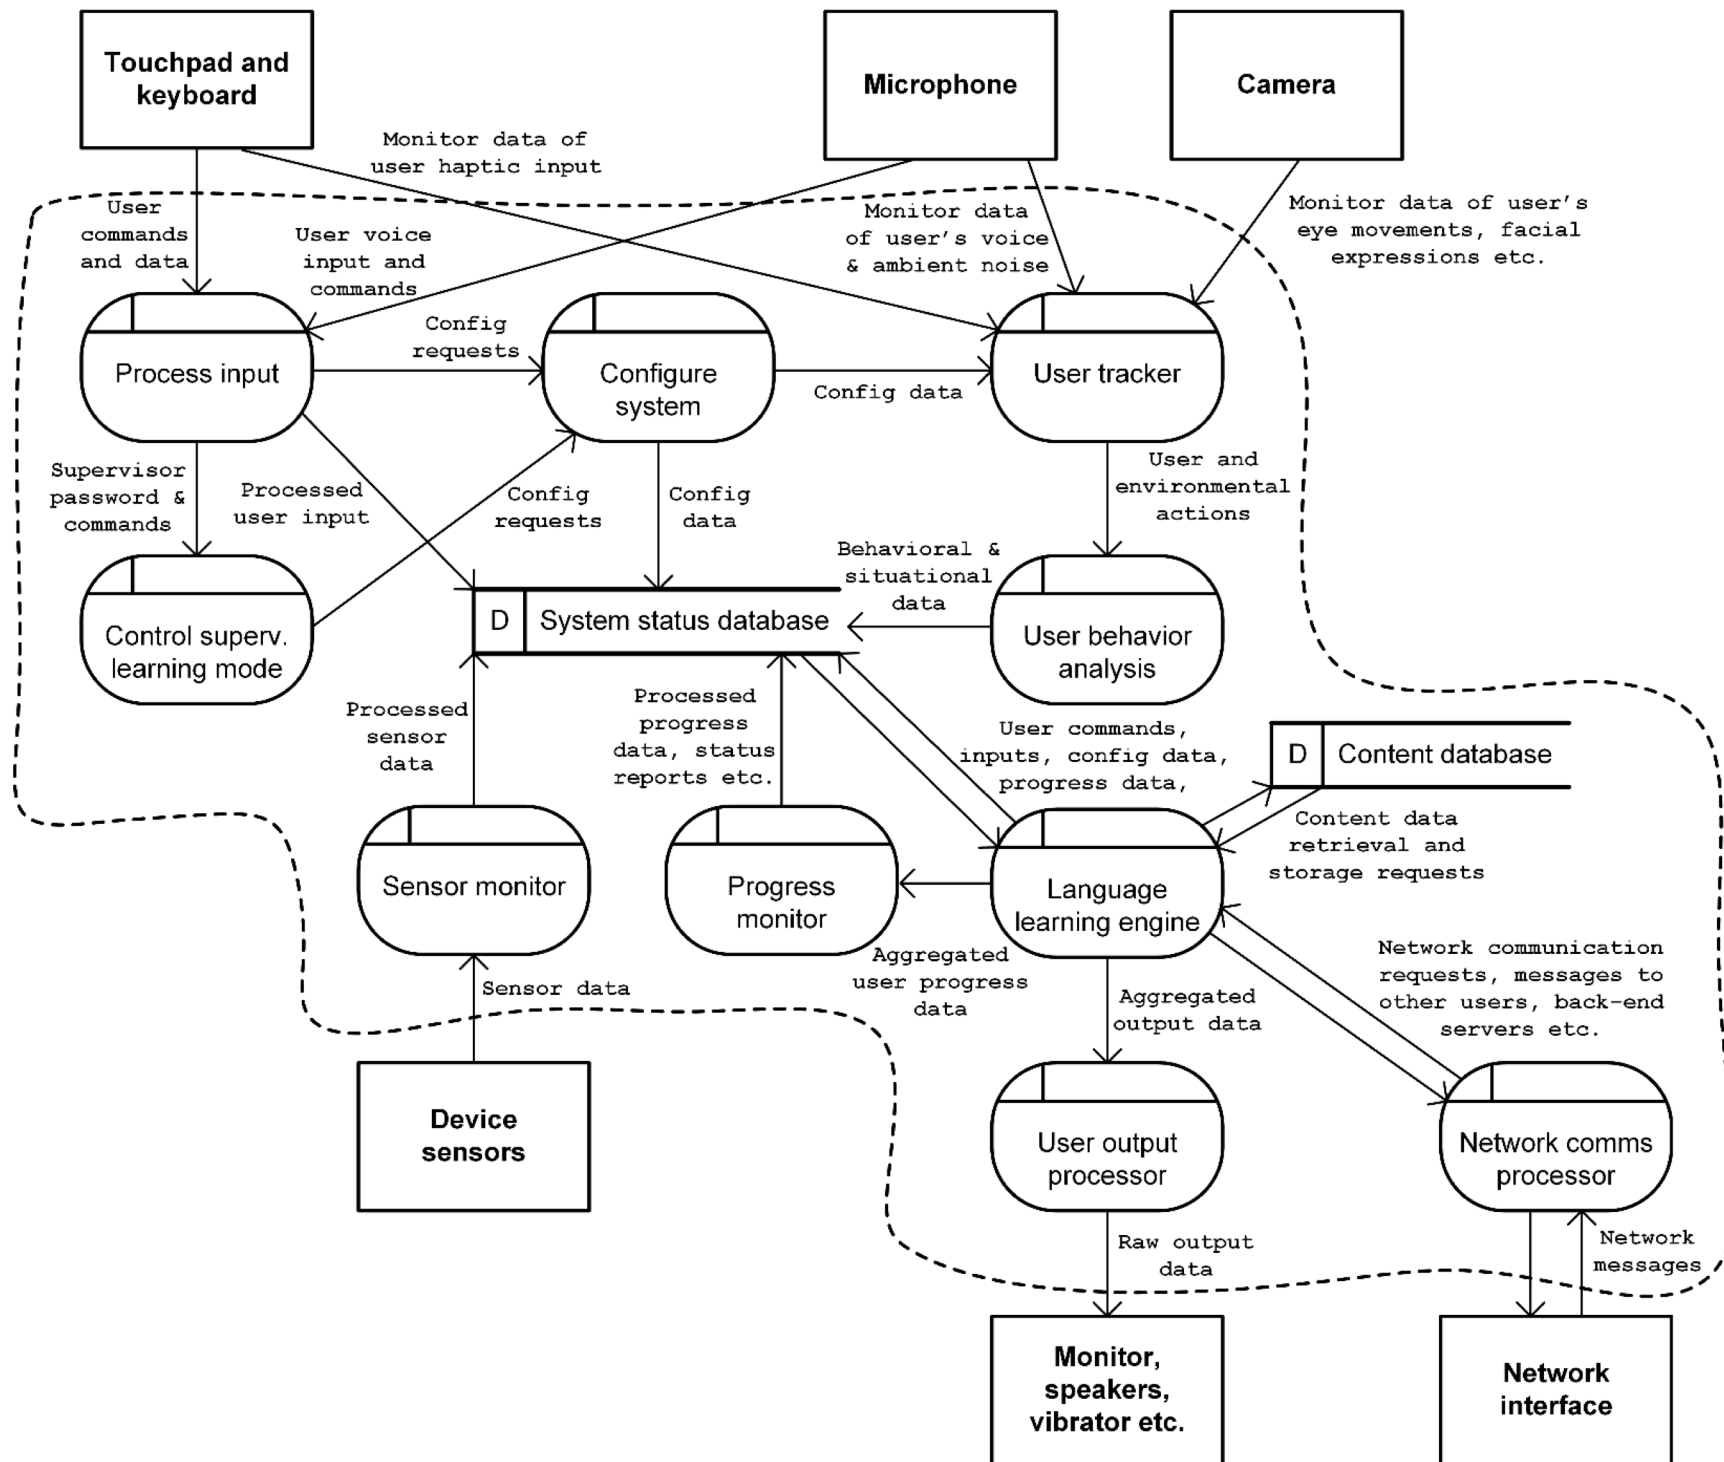 Touchpad and
keyboard
Microphone
Camera
Monitor data of
user haptic input
User
commands
and data
User voice
input and
commands
Monitor data
of user's voice
& ambient noise
Monitor data of user's
eye movements, facial
expressions etc.
Process input
Config
requests
Configure
system
Config data
User tracker
Supervisor
password &
commands
Processed
user input
Config
requests
Config
data
User and
environmental
actions
Behavioral &
situational
data
Control superv.
learning mode
D
System status database
User behavior
analysis
Processed
sensor
data
Processed
progress
data, status
reports etc.
User commands,
inputs, config data,
progress data,
D
Content database
Content data
retrieval and
storage requests
Sensor monitor
Progress
monitor
Language
learning engine
Sensor data
Aggregated
user progress
data
Aggregated
output data
Network communication
requests, messages to
other users, back-end
servers etc.
Device
sensors
User output
processor
Network comms
processor
Raw output
data
Network
messages
Monitor,
speakers,
vibrator etc.
Network
interface